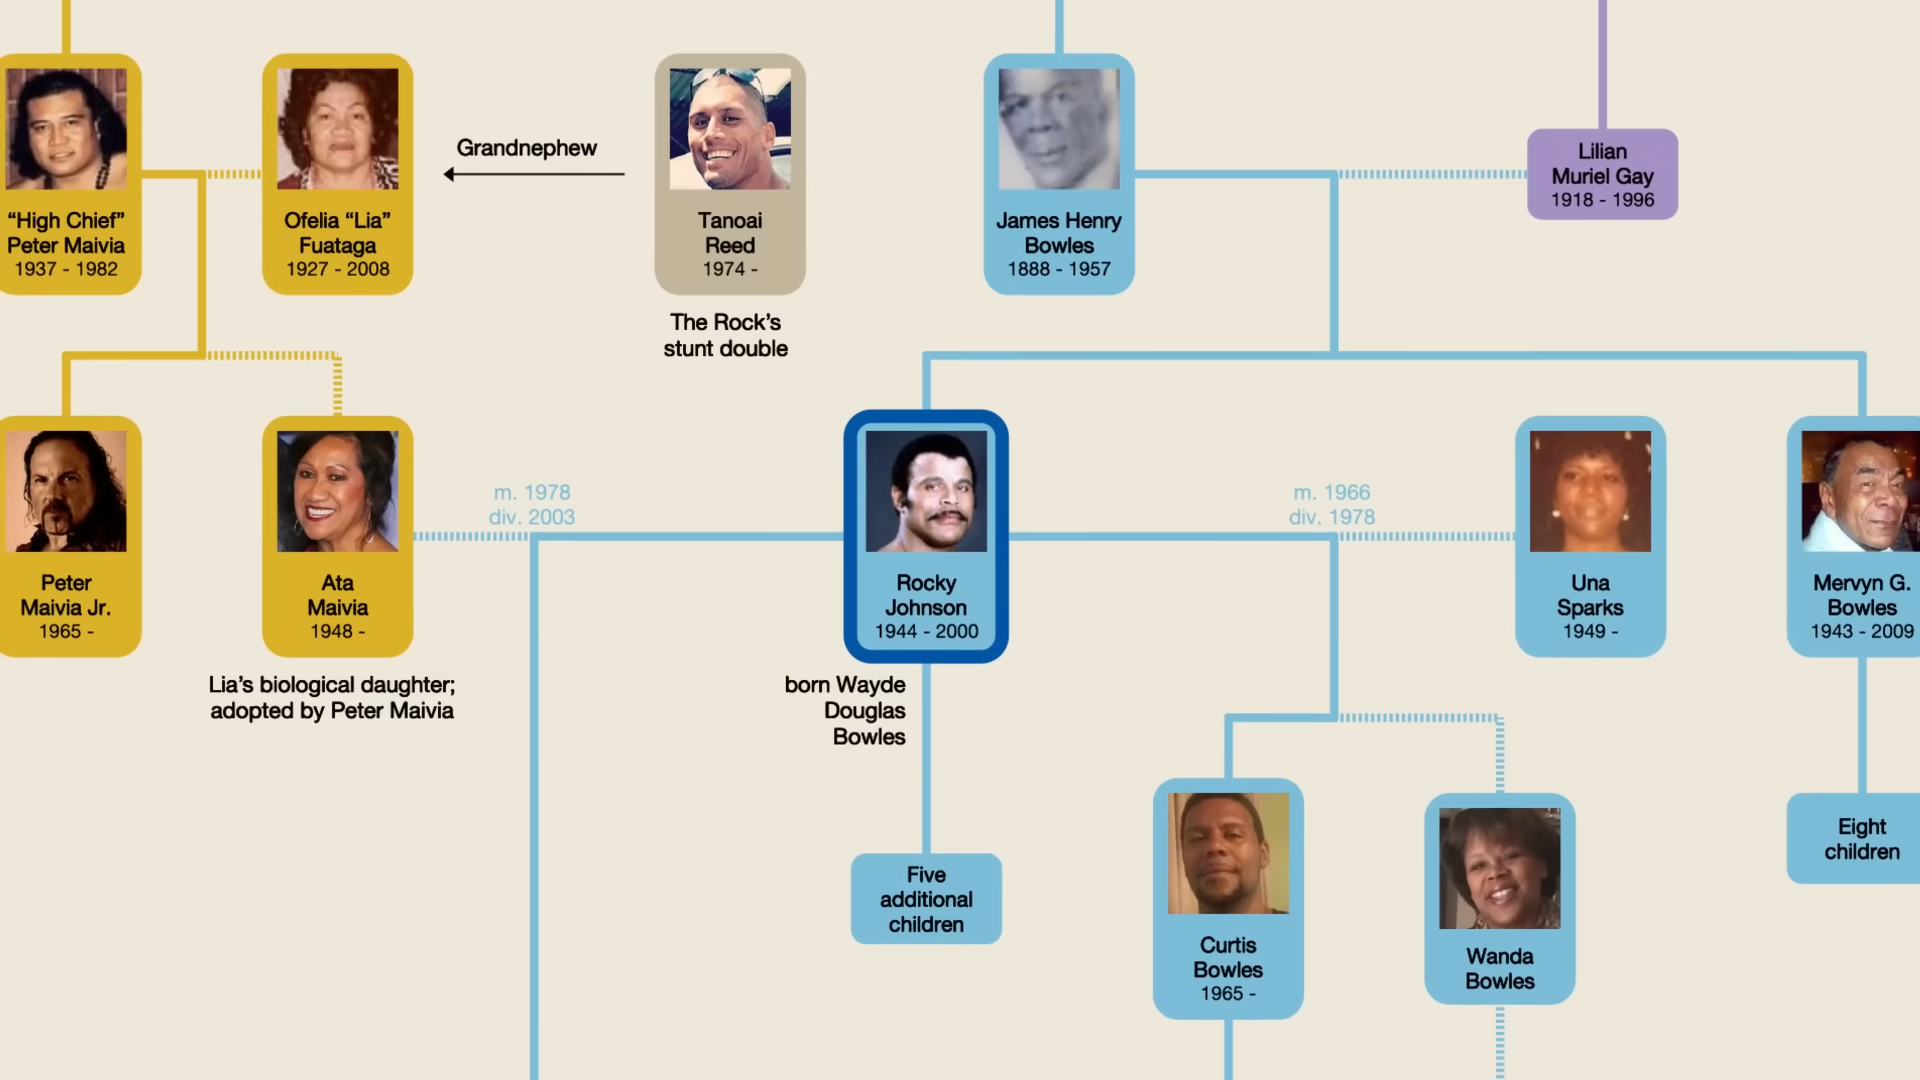 "High Chief"
Peter Maivia
1937 - 1982
Ofelia "Lia"
Fuataga
1927 - 2008
Grandnephew
Tanoai
Reed
1974 -
The Rock's
stunt double
James Henry
Bowles
1888 - 1957
Lilian
Muriel Gay
1918 - 1996
Peter
Maivia Jr.
1965 -
Ata
Maivia
1948 -
Lia's biological daughter;
adopted by Peter Maivia
m. 1978
div. 2003
Rocky
Johnson
1944 - 2000
born Wayde
Douglas
Bowles
m. 1966
div. 1978
Una
Sparks
1949 -
Mervyn G.
Bowles
1943 - 2009
Five
additional
children
Curtis
Bowles
1965 -
Wanda
Bowles
Eight
children